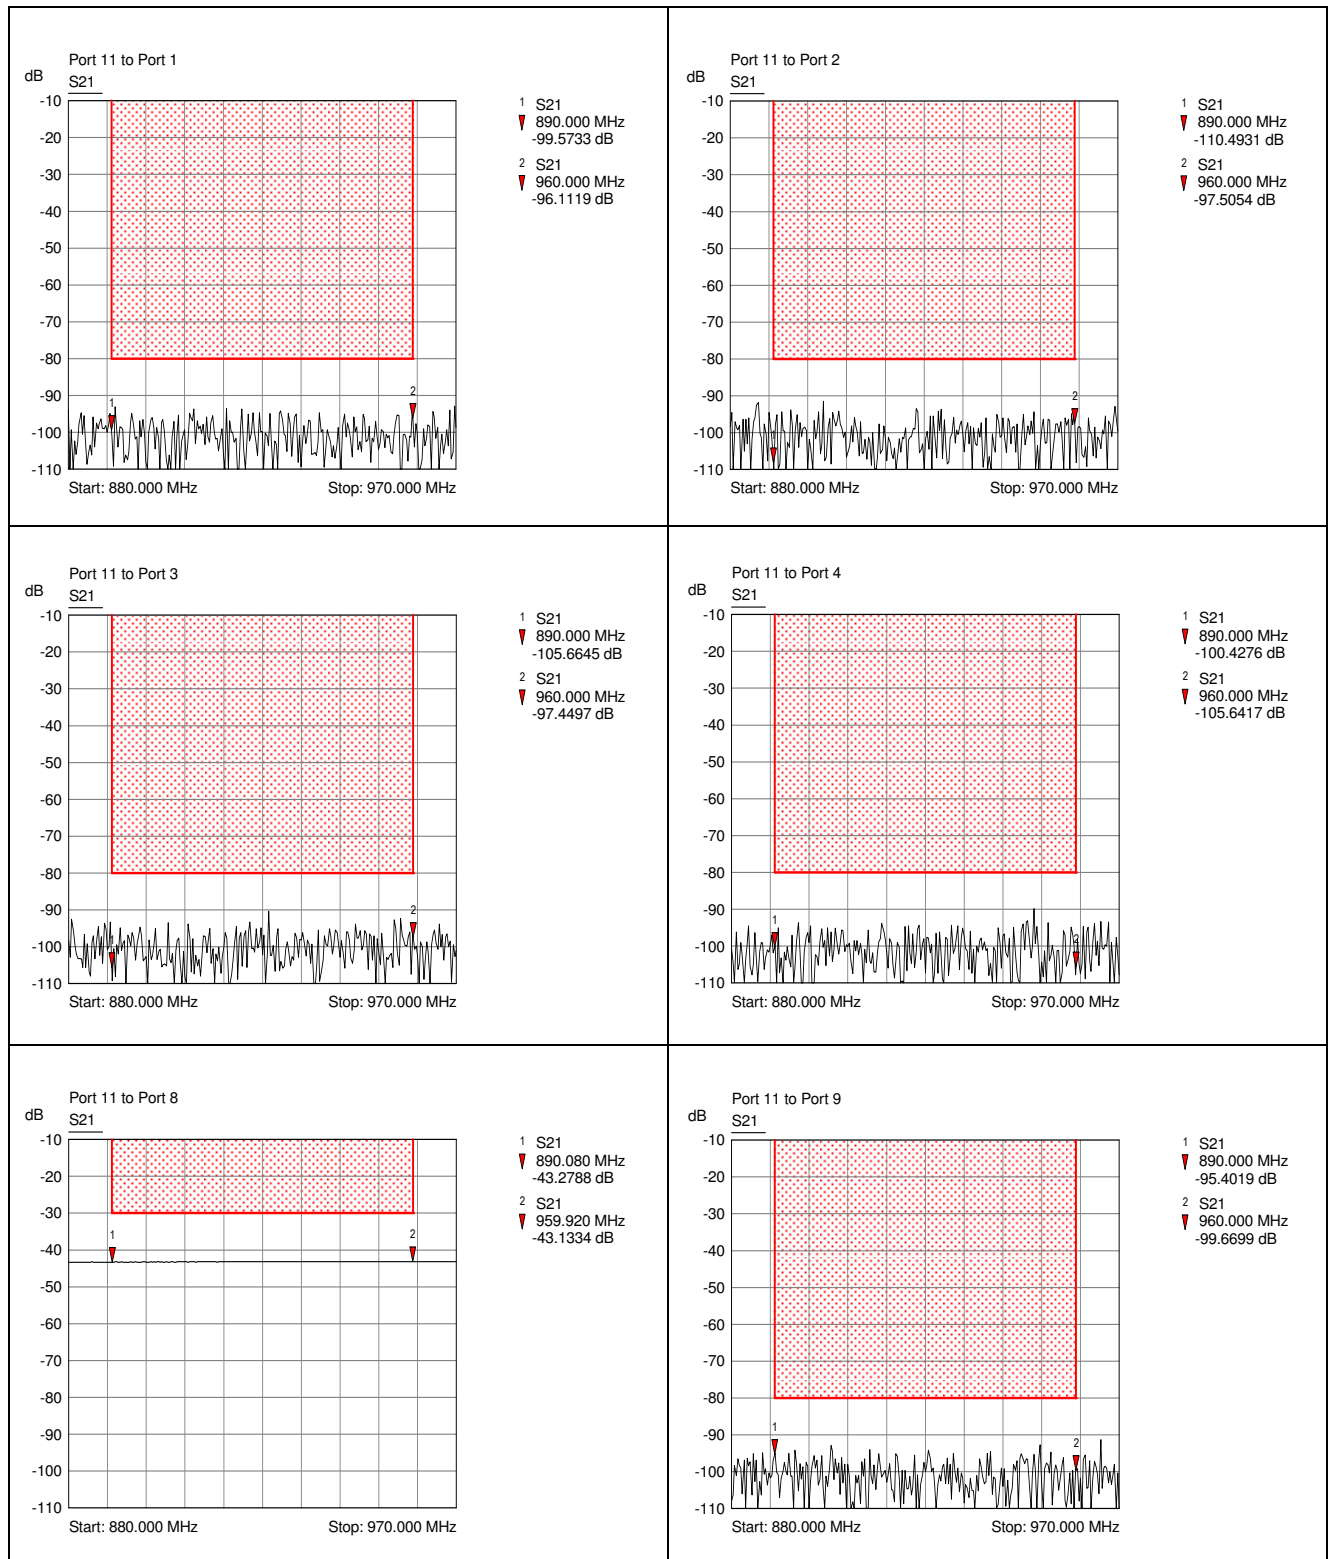 Port 11 to Port 1
dB
S21
-10
-20
-30
-40
-50
-60
-70
-80
-90
-100
-110
1
2
Start: 880.000 MHz
Stop: 970.000 MHz
1 S21
890.000 MHz
-99.5733 dB
2 S21
960.000 MHz
-96.1119 dB
Port 11 to Port 2
dB
S21
-10
-20
-30
-40
-50
-60
-70
-80
-90
-100
-110
1
2
Start: 880.000 MHz
Stop: 970.000 MHz
1 S21
890.000 MHz
-110.4931 dB
2 S21
960.000 MHz
-97.5054 dB
Port 11 to Port 3
dB
S21
-10
-20
-30
-40
-50
-60
-70
-80
-90
-100
-110
1
2
Start: 880.000 MHz
Stop: 970.000 MHz
1 S21
890.000 MHz
-105.6645 dB
2 S21
960.000 MHz
-97.4497 dB
Port 11 to Port 4
dB
S21
-10
-20
-30
-40
-50
-60
-70
-80
-90
-100
-110
1
2
Start: 880.000 MHz
Stop: 970.000 MHz
1 S21
890.000 MHz
-100.4276 dB
2 S21
960.000 MHz
-105.6417 dB
Port 11 to Port 8
dB
S21
-10
-20
-30
-40
-50
-60
-70
-80
-90
-100
-110
1
2
Start: 880.000 MHz
Stop: 970.000 MHz
1 S21
890.080 MHz
-43.2788 dB
2 S21
959.920 MHz
-43.1334 dB
Port 11 to Port 9
dB
S21
-10
-20
-30
-40
-50
-60
-70
-80
-90
-100
-110
1
2
Start: 880.000 MHz
Stop: 970.000 MHz
1 S21
890.000 MHz
-95.4019 dB
2 S21
960.000 MHz
-99.6699 dB